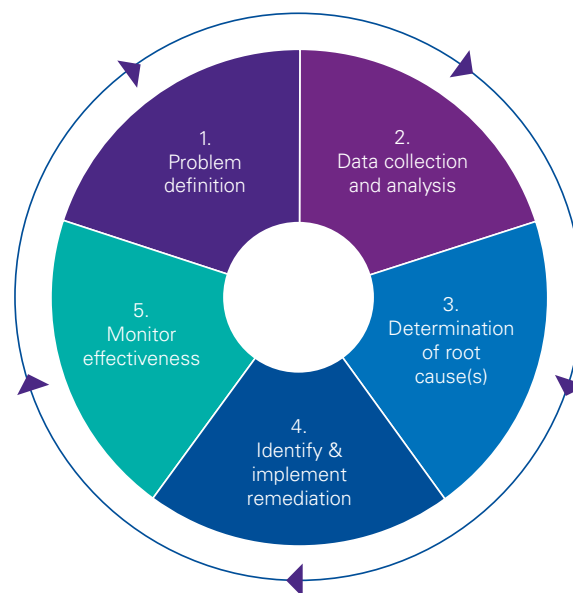 1.
Problem
definition
2.
Data collection
and analysis
3.
Determination
of root
cause(s)
4.
Identify &
implement
remediation
5.
Monitor
effectiveness